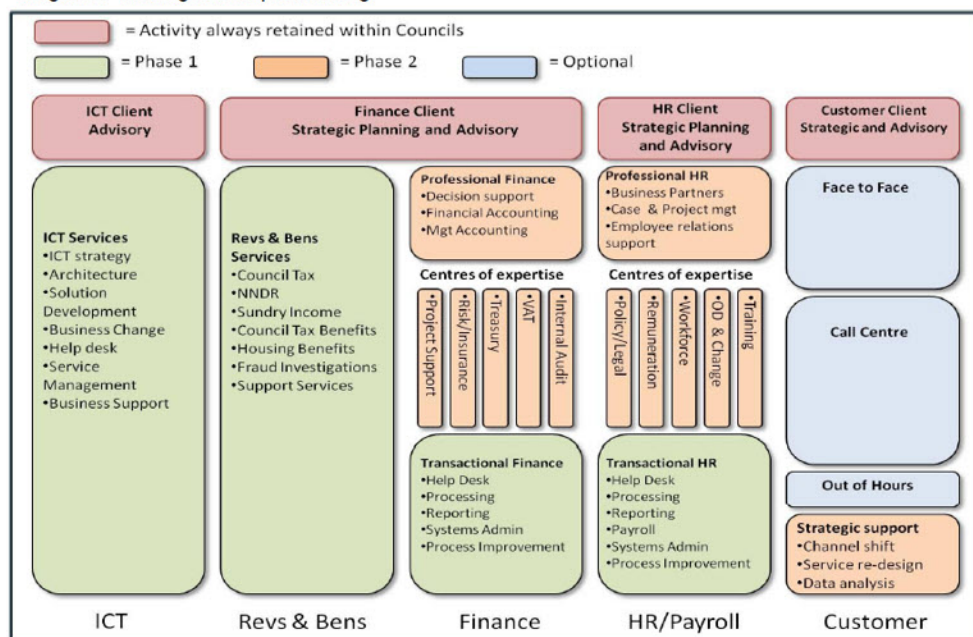 = Activity always retained within Councils
= Phase 1
= Phase 2
= Optional
ICT Client
Advisory
Finance Client
Strategic Planning and Advisory
HR Client
Strategic Planning
and Advisory
Customer Client
Strategic and Advisory
ICT Services
•ICT strategy
•Architecture
•Solution
Development
•Business Change
•Help desk
•Service
Management
•Business Support
Revs & Bens
Services
•Council Tax
•NNDR
•Sundry Income
•Council Tax Benefits
•Housing Benefits
•Fraud Investigations
•Support Services
Professional Finance
•Decision support
•Financial Accounting
•Mgt Accounting
Centres of expertise
•Project Support
•Risk/Insurance
•Treasury
•VAT
•Internal Audit
Transactional Finance
•Help Desk
•Processing
•Reporting
•Systems Admin
•Process Improvement
Professional HR
•Business Partners
•Case & Project mgt
•Employee relations
support
Centres of expertise
•Policy/Legal
•Remuneration
•Workforce
•OD & Change
•Training
Transactional HR
•Help Desk
•Processing
•Reporting
•Payroll
•Systems Admin
•Process Improvement
Face to Face
Call Centre
Out of Hours
Strategic support
•Channel shift
•Service re-design
•Data analysis
ICT
Revs & Bens
Finance
HR/Payroll
Customer